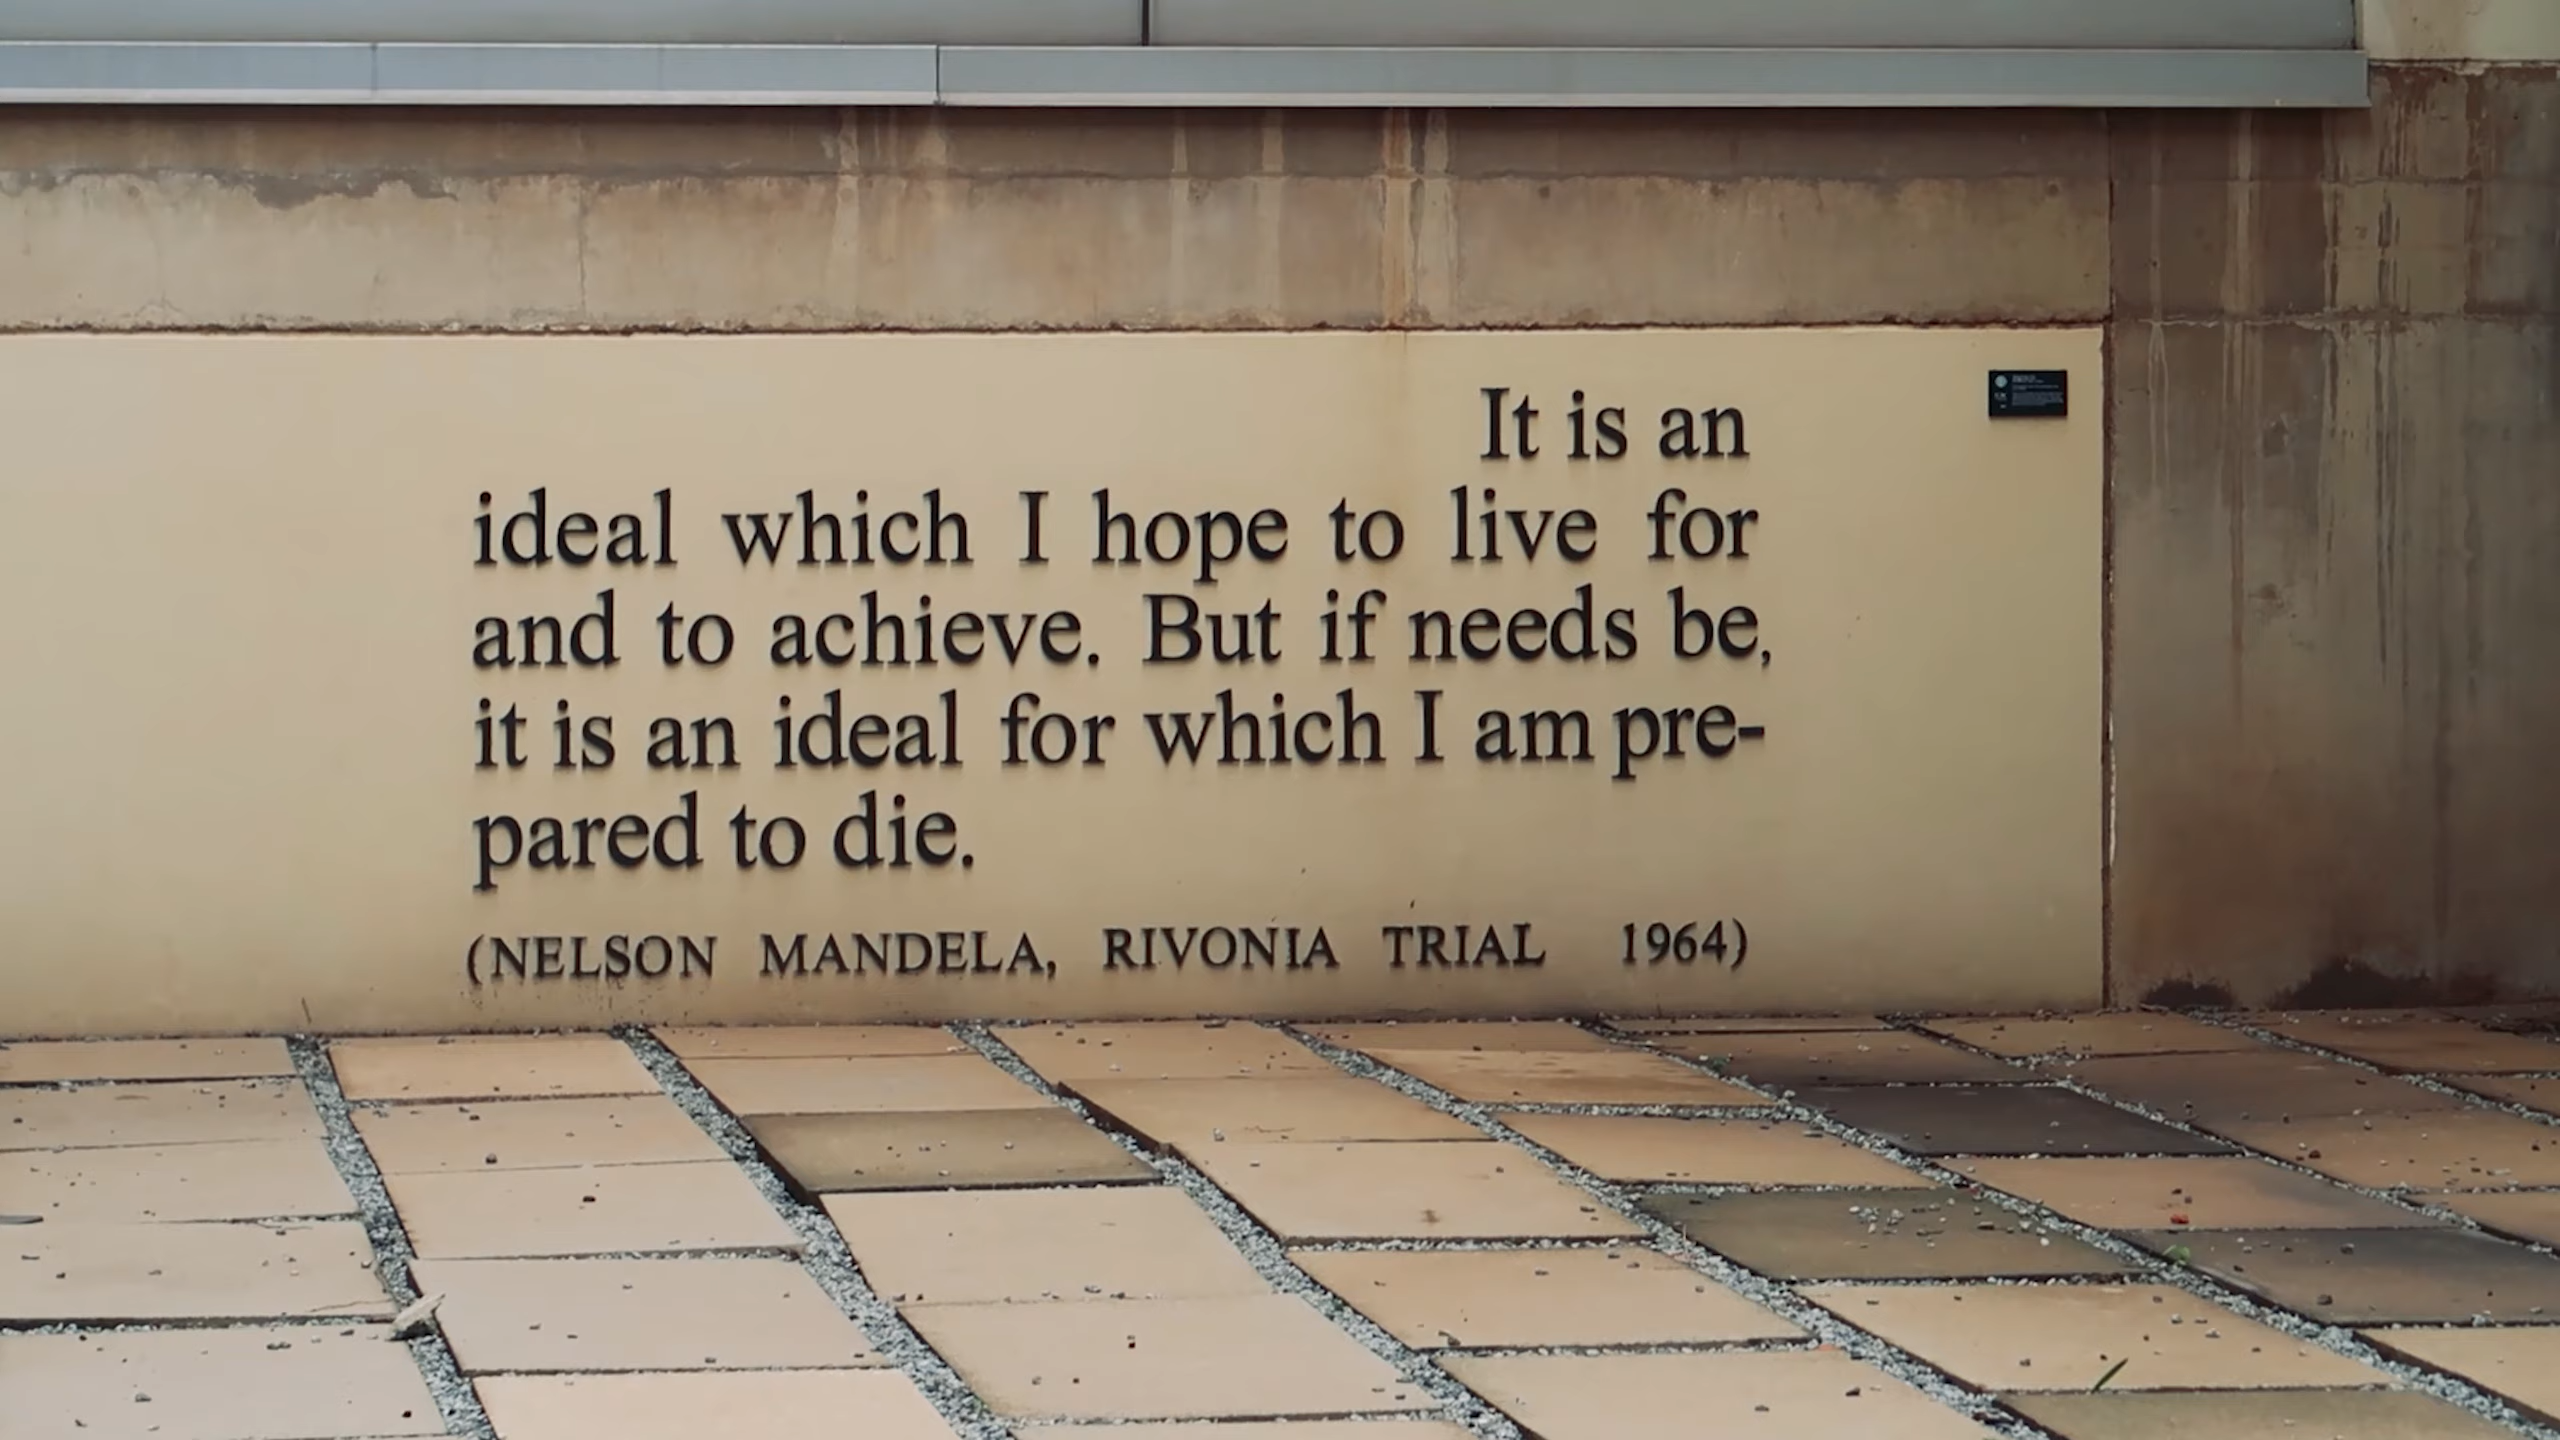 It is an
ideal which I hope to live for
and to achieve. But if needs be,
it is an ideal for which I am pre-
pared to die.
(NELSON MANDELA, RIVONIA TRIAL 1964)